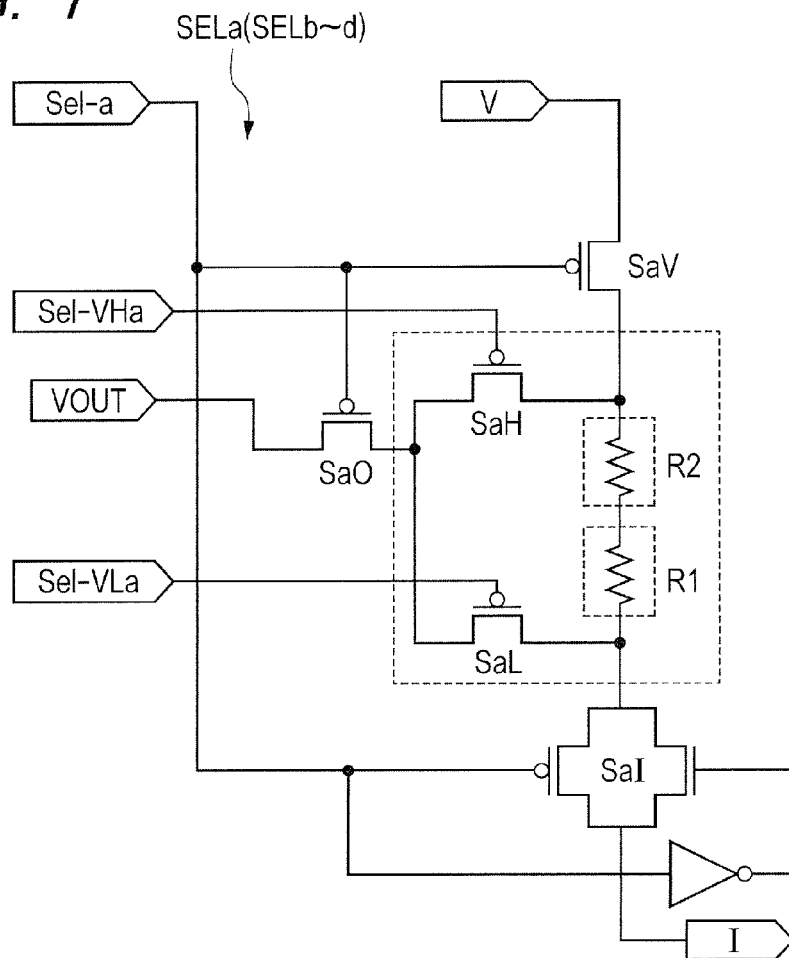 SELa(SELb~d)
Sel-a
V
SaV
Sel-VHa
VOUT
SaH
SaO
R2
Sel-VLa
R1
SaL
SaI
I